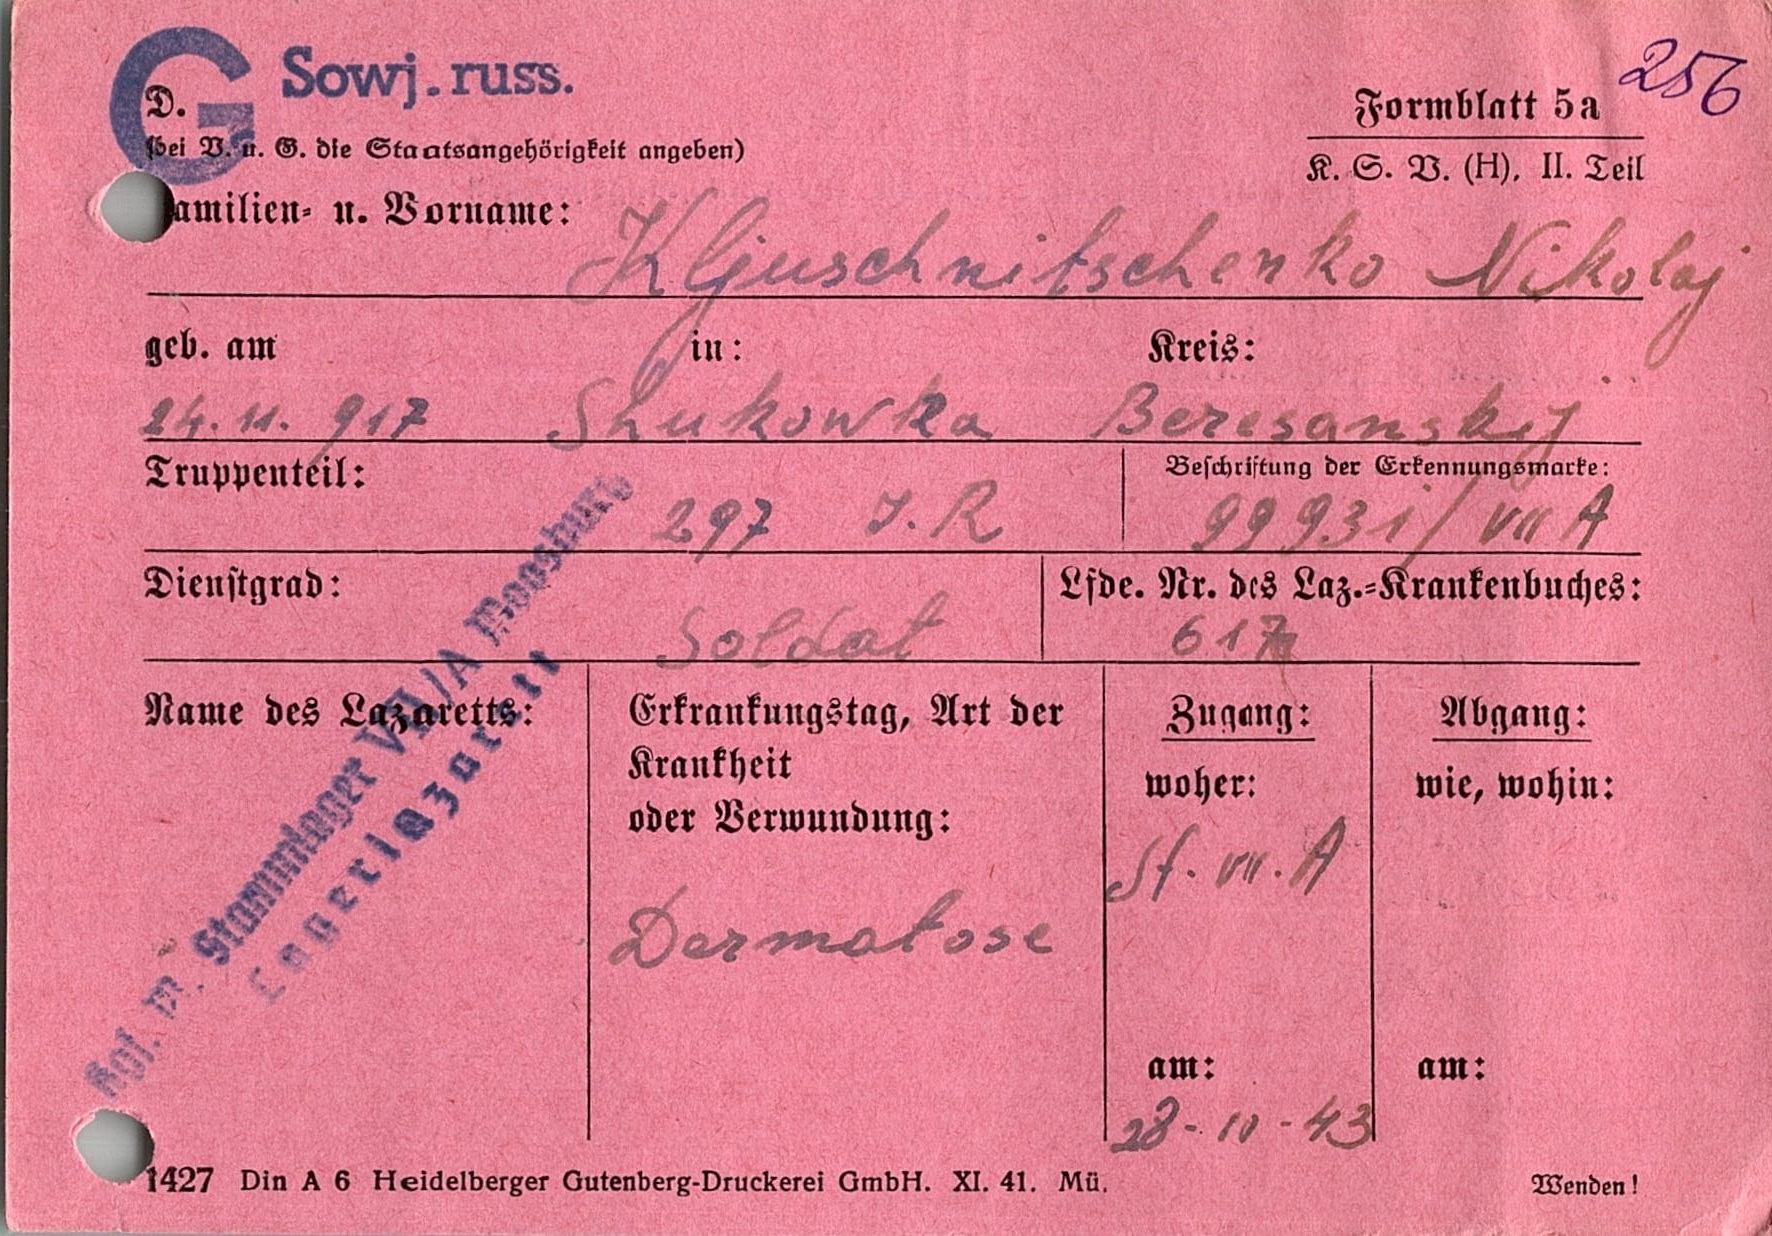 G Sowj. russ.
256
D.
Formblatt 5a
(bei V. u. G. die Staatsangehörigkeit angeben)
K. S. V. (H), II. Teil
amilien- u. Vorname:
Kljuschnitschenko Nikolaj
geb. am in: Kreis:
24.11.917 Shukowka Beresanskij
Truppenteil: Beschriftung der Erkennungsmarke:
297 I.R 99931/VII A
Dienstgrad: Lfde. Nr. des Laz.-Krankenbuches:
Soldat 617
Name des Lazaretts:
Kgf. M. Stammlager VII/A Moosburg
Lagerlazarett
Erkrankungstag, Art der
Krankheit
oder Verwundung:
Dermatose
Zugang:
woher:
St. VII. A
am:
28-10-43
Abgang:
wie, wohin:
am:
1427 Din A 6 Heidelberger Gutenberg-Druckerei GmbH. XI. 41. Mü.
Wenden!